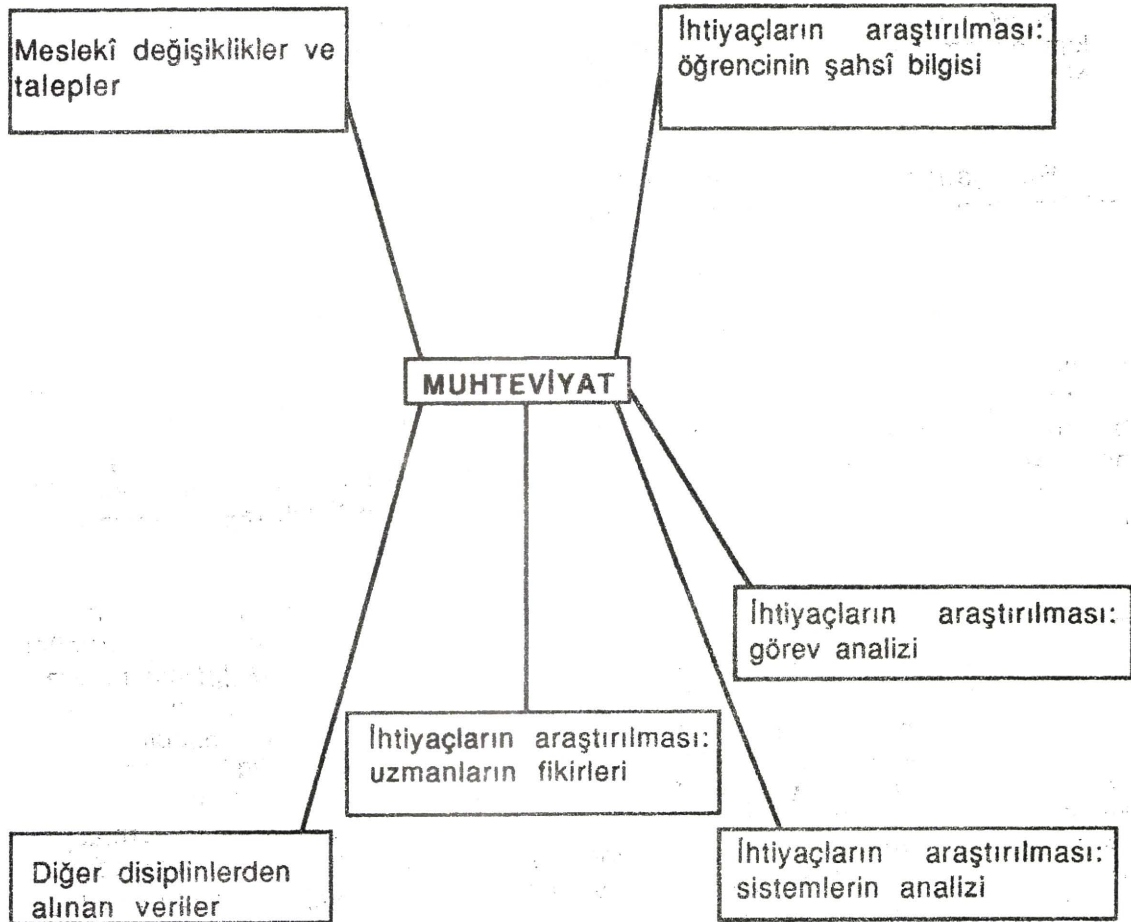 Meslekî değişiklikler ve
talepler
İhtiyaçların araştırılması:
öğrencinin şahsî bilgisi
MUHTEVİYAT
İhtiyaçların araştırılması:
görev analizi
İhtiyaçların araştırılması:
uzmanların fikirleri
Diğer disiplinlerden
alınan veriler
İhtiyaçların araştırılması:
sistemlerin analizi